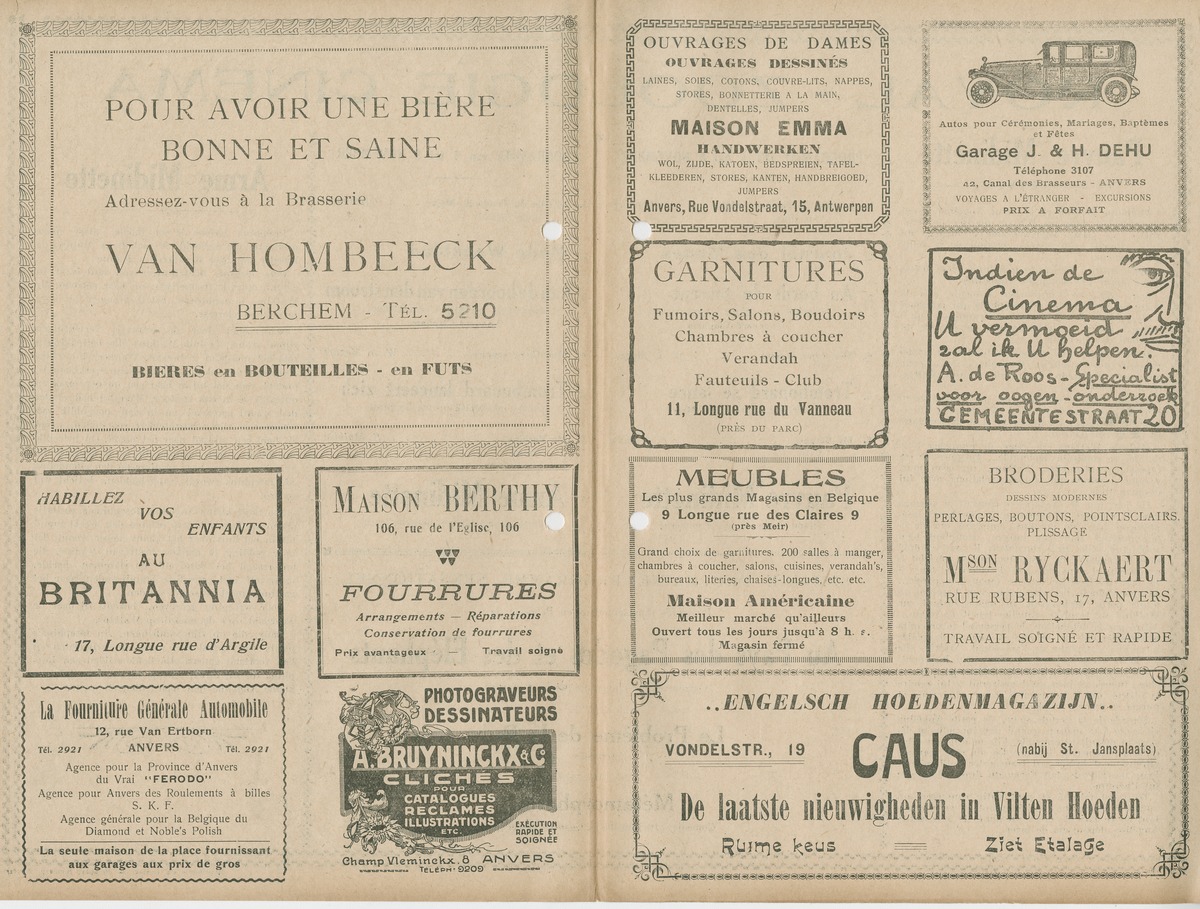 POUR AVOIR UNE BIÈRE
BONNE ET SAINE
Adressez-vous à la Brasserie
VAN HOMBEECK
BERCHEM - TÉL. 5210
BIERES en BOUTEILLES - en FUTS
HABILLEZ
VOS
ENFANTS
AU
BRITANNIA
17, Longue rue d'Argile
MAISON BERTHY
106, rue de l'Eglise, 106
FOURRURES
Arrangements — Réparations
Conservation de fourrures
Prix avantageux — Travail soigné
La Fourniture Générale Automobile
12, rue Van Ertborn
Tél. 2921 ANVERS Tél. 2921
Agence pour la Province d'Anvers
du Vrai "FERODO"
Agence pour Anvers des Roulements à billes
S. K. F.
Agence générale pour la Belgique du
Diamond et Noble's Polish
La seule maison de la place fournissant
aux garages aux prix de gros
PHOTOGRAVEURS
DESSINATEURS
A. BRUYNINCKX & Co
CLICHÉS
POUR
CATALOGUES
RECLAMES
ILLUSTRATIONS
ETC.
EXÉCUTION
RAPIDE ET
SOIGNÉE
Champ Vleminckx. 8 ANVERS
TELÉPH. 9209
OUVRAGES DE DAMES
OUVRAGES DESSINÉS
LAINES, SOIES, COTONS, COUVRE-LITS, NAPPES,
STORES, BONNETTERIE A LA MAIN,
DENTELLES, JUMPERS
MAISON EMMA
HANDWERKEN
WOL, ZIJDE, KATOEN, BEDSPREIEN, TAFEL-
KLEEDEREN, STORES, KANTEN, HANDBREIGOED,
JUMPERS
Anvers, Rue Vondelstraat, 15, Antwerpen
Autos pour Cérémonies, Mariages, Baptêmes
et Fêtes
Garage J. & H. DEHU
Téléphone 3107
42, Canal des Brasseurs - ANVERS
VOYAGES A L'ÉTRANGER - EXCURSIONS
PRIX A FORFAIT
GARNITURES
POUR
Fumoirs, Salons, Boudoirs
Chambres à coucher
Verandah
Fauteuils - Club
11, Longue rue du Vanneau
(PRÈS DU PARC)
Indien de
Cinema
U vermoeid
zal ik U helpen.
A. de Roos - Specialist
voor oogen-onderzoek
GEMEENTESTRAAT 20
MEUBLES
Les plus grands Magasins en Belgique
9 Longue rue des Claires 9
(près Meir)
Grand choix de garnitures. 200 salles à manger,
chambres à coucher, salons, cuisines, verandah's,
bureaux, literies, chaises-longues, etc. etc.
Maison Américaine
Meilleur marché qu'ailleurs
Ouvert tous les jours jusqu'à 8 h. s.
Magasin fermé
BRODERIES
DESSINS MODERNES
PERLAGES, BOUTONS, POINTSCLAIRS.
PLISSAGE
MSON RYCKAERT
RUE RUBENS, 17, ANVERS
TRAVAIL SOIGNÉ ET RAPIDE
..ENGELSCH HOEDENMAGAZIJN..
VONDELSTR., 19 CAUS (nabij St. Jansplaats)
De laatste nieuwigheden in Vilten Hoeden
Ruime keus Ziet Etalage